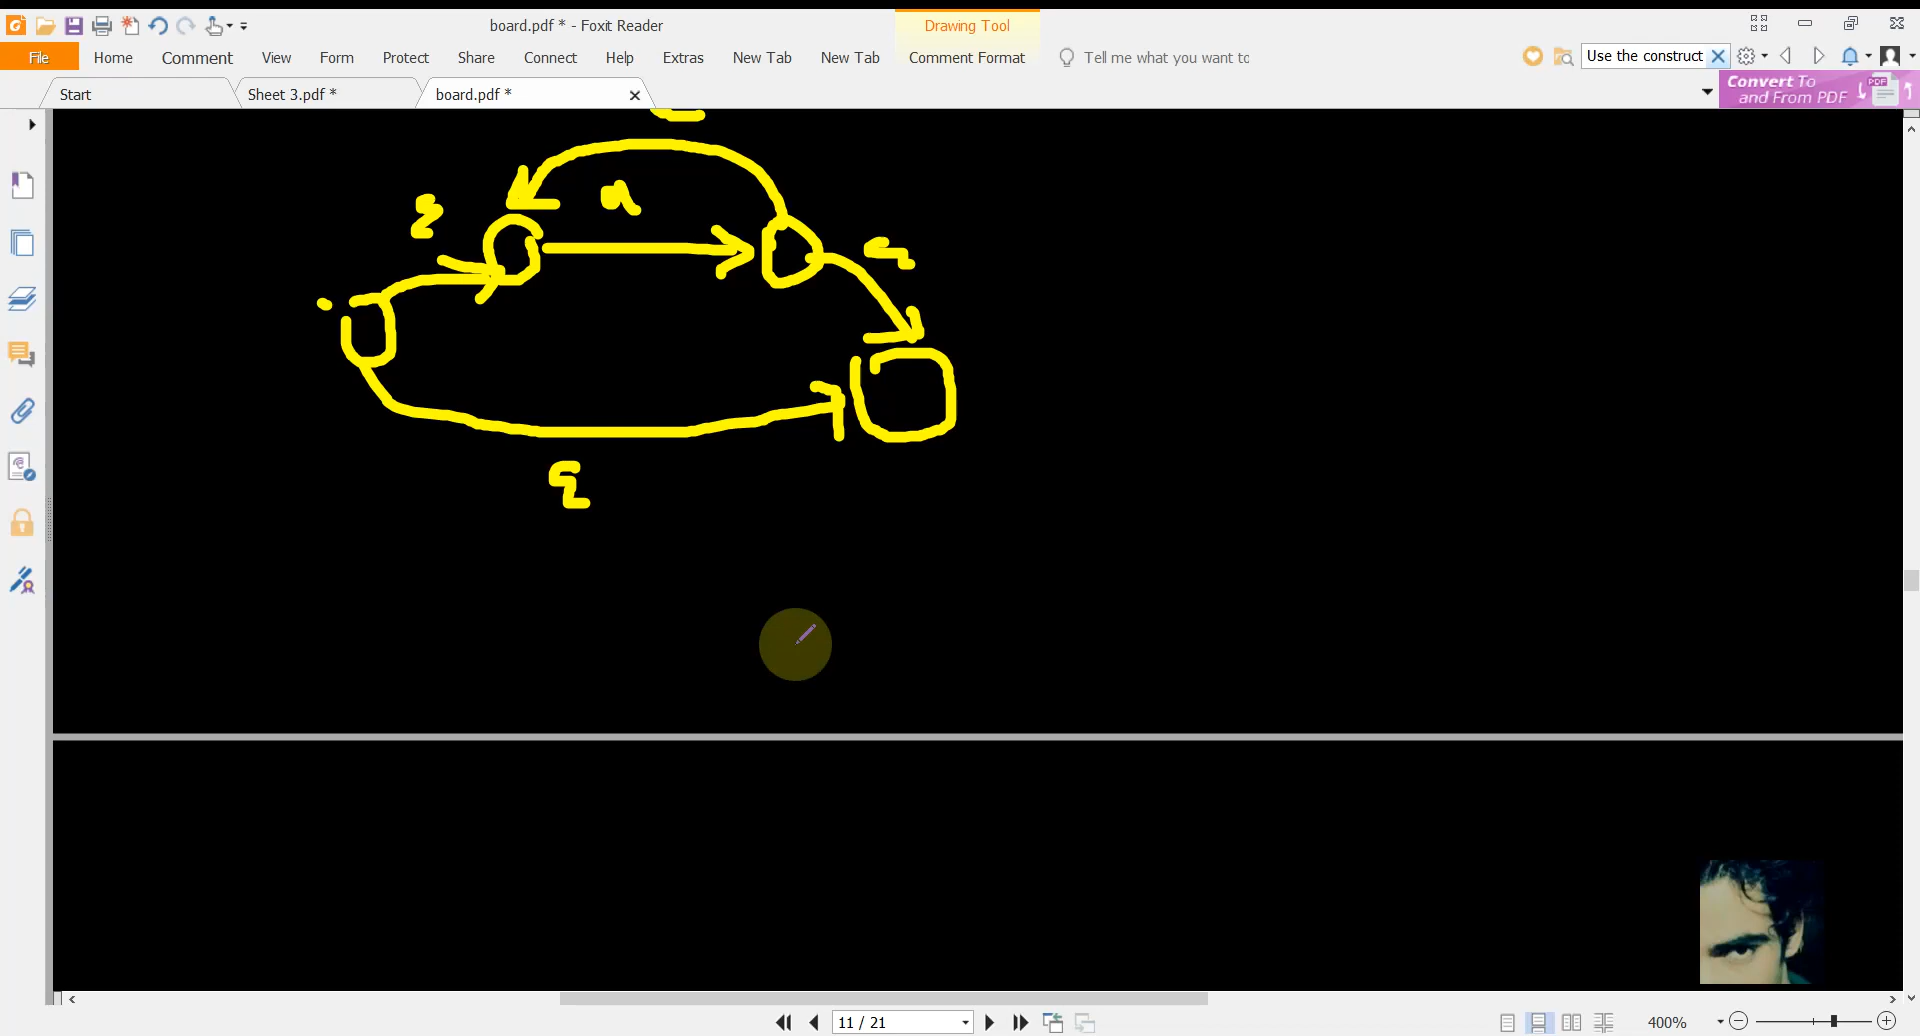 board.pdf * - Foxit Reader
Drawing Tool
File Home Comment View Form Protect Share Connect Help Extras New Tab New Tab Comment Format Tell me what you want to
Use the construct
Start Sheet 3.pdf * board.pdf *
Convert To
and From PDF
PDF
a
11 / 21
400%